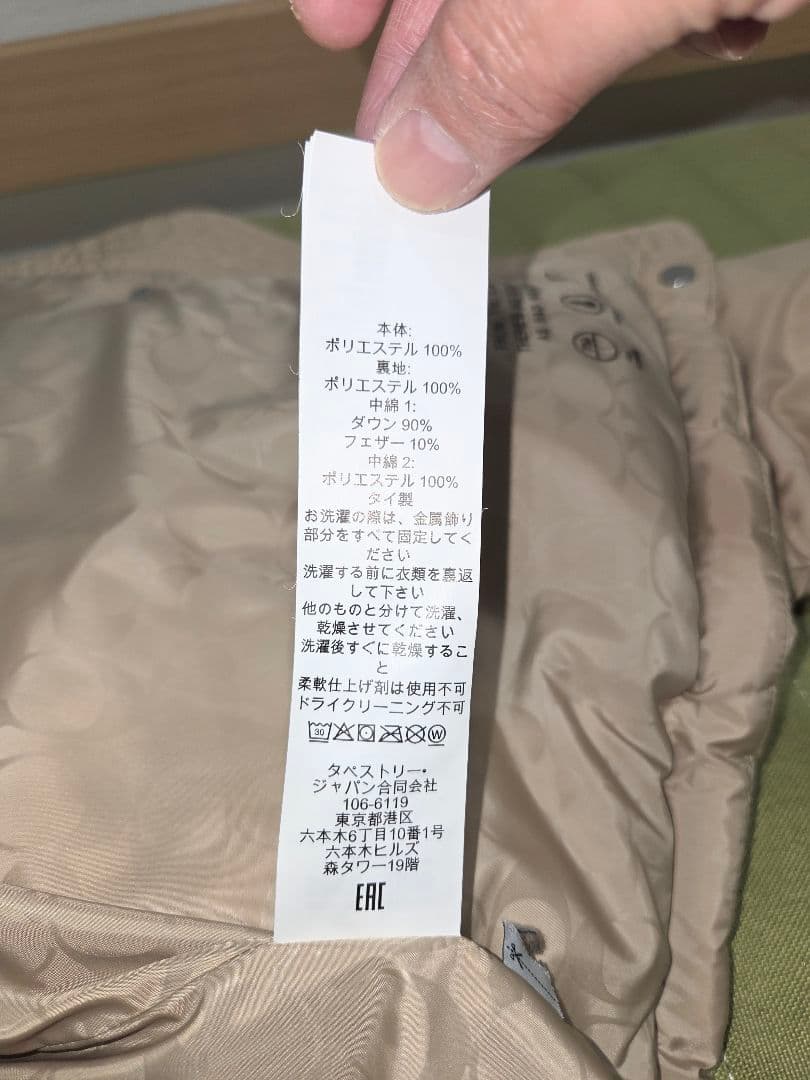 本体:
ポリエステル 100%
裏地:
ポリエステル 100%
中綿 1:
ダウン 90%
フェザー 10%
中綿 2:
ポリエステル 100%
タイ製
お洗濯の際は、金属飾り
部分をすべて固定してく
ださい
洗濯する前に衣類を裏返
して下さい
他のものと分けて洗濯、
乾燥させてください
洗濯後すぐに乾燥するこ
と
柔軟仕上げ剤は使用不可
ドライクリーニング不可
30 W
タペストリー・
ジャパン合同会社
106-6119
東京都港区
六本木6丁目10番1号
六本木ヒルズ
森タワー19階
EAC